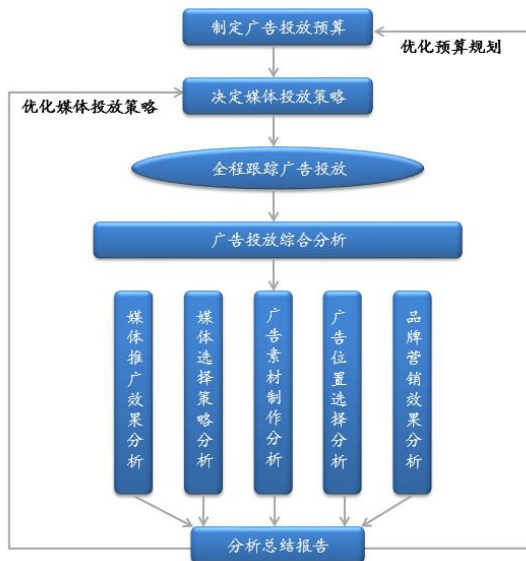 制定广告投放预算
优化预算规划
决定媒体投放策略
优化媒体投放策略
全程跟踪广告投放
广告投放综合分析
媒体推广效果分析
媒体选择策略分析
广告素材制作分析
广告位置选择分析
品牌营销效果分析
分析总结报告